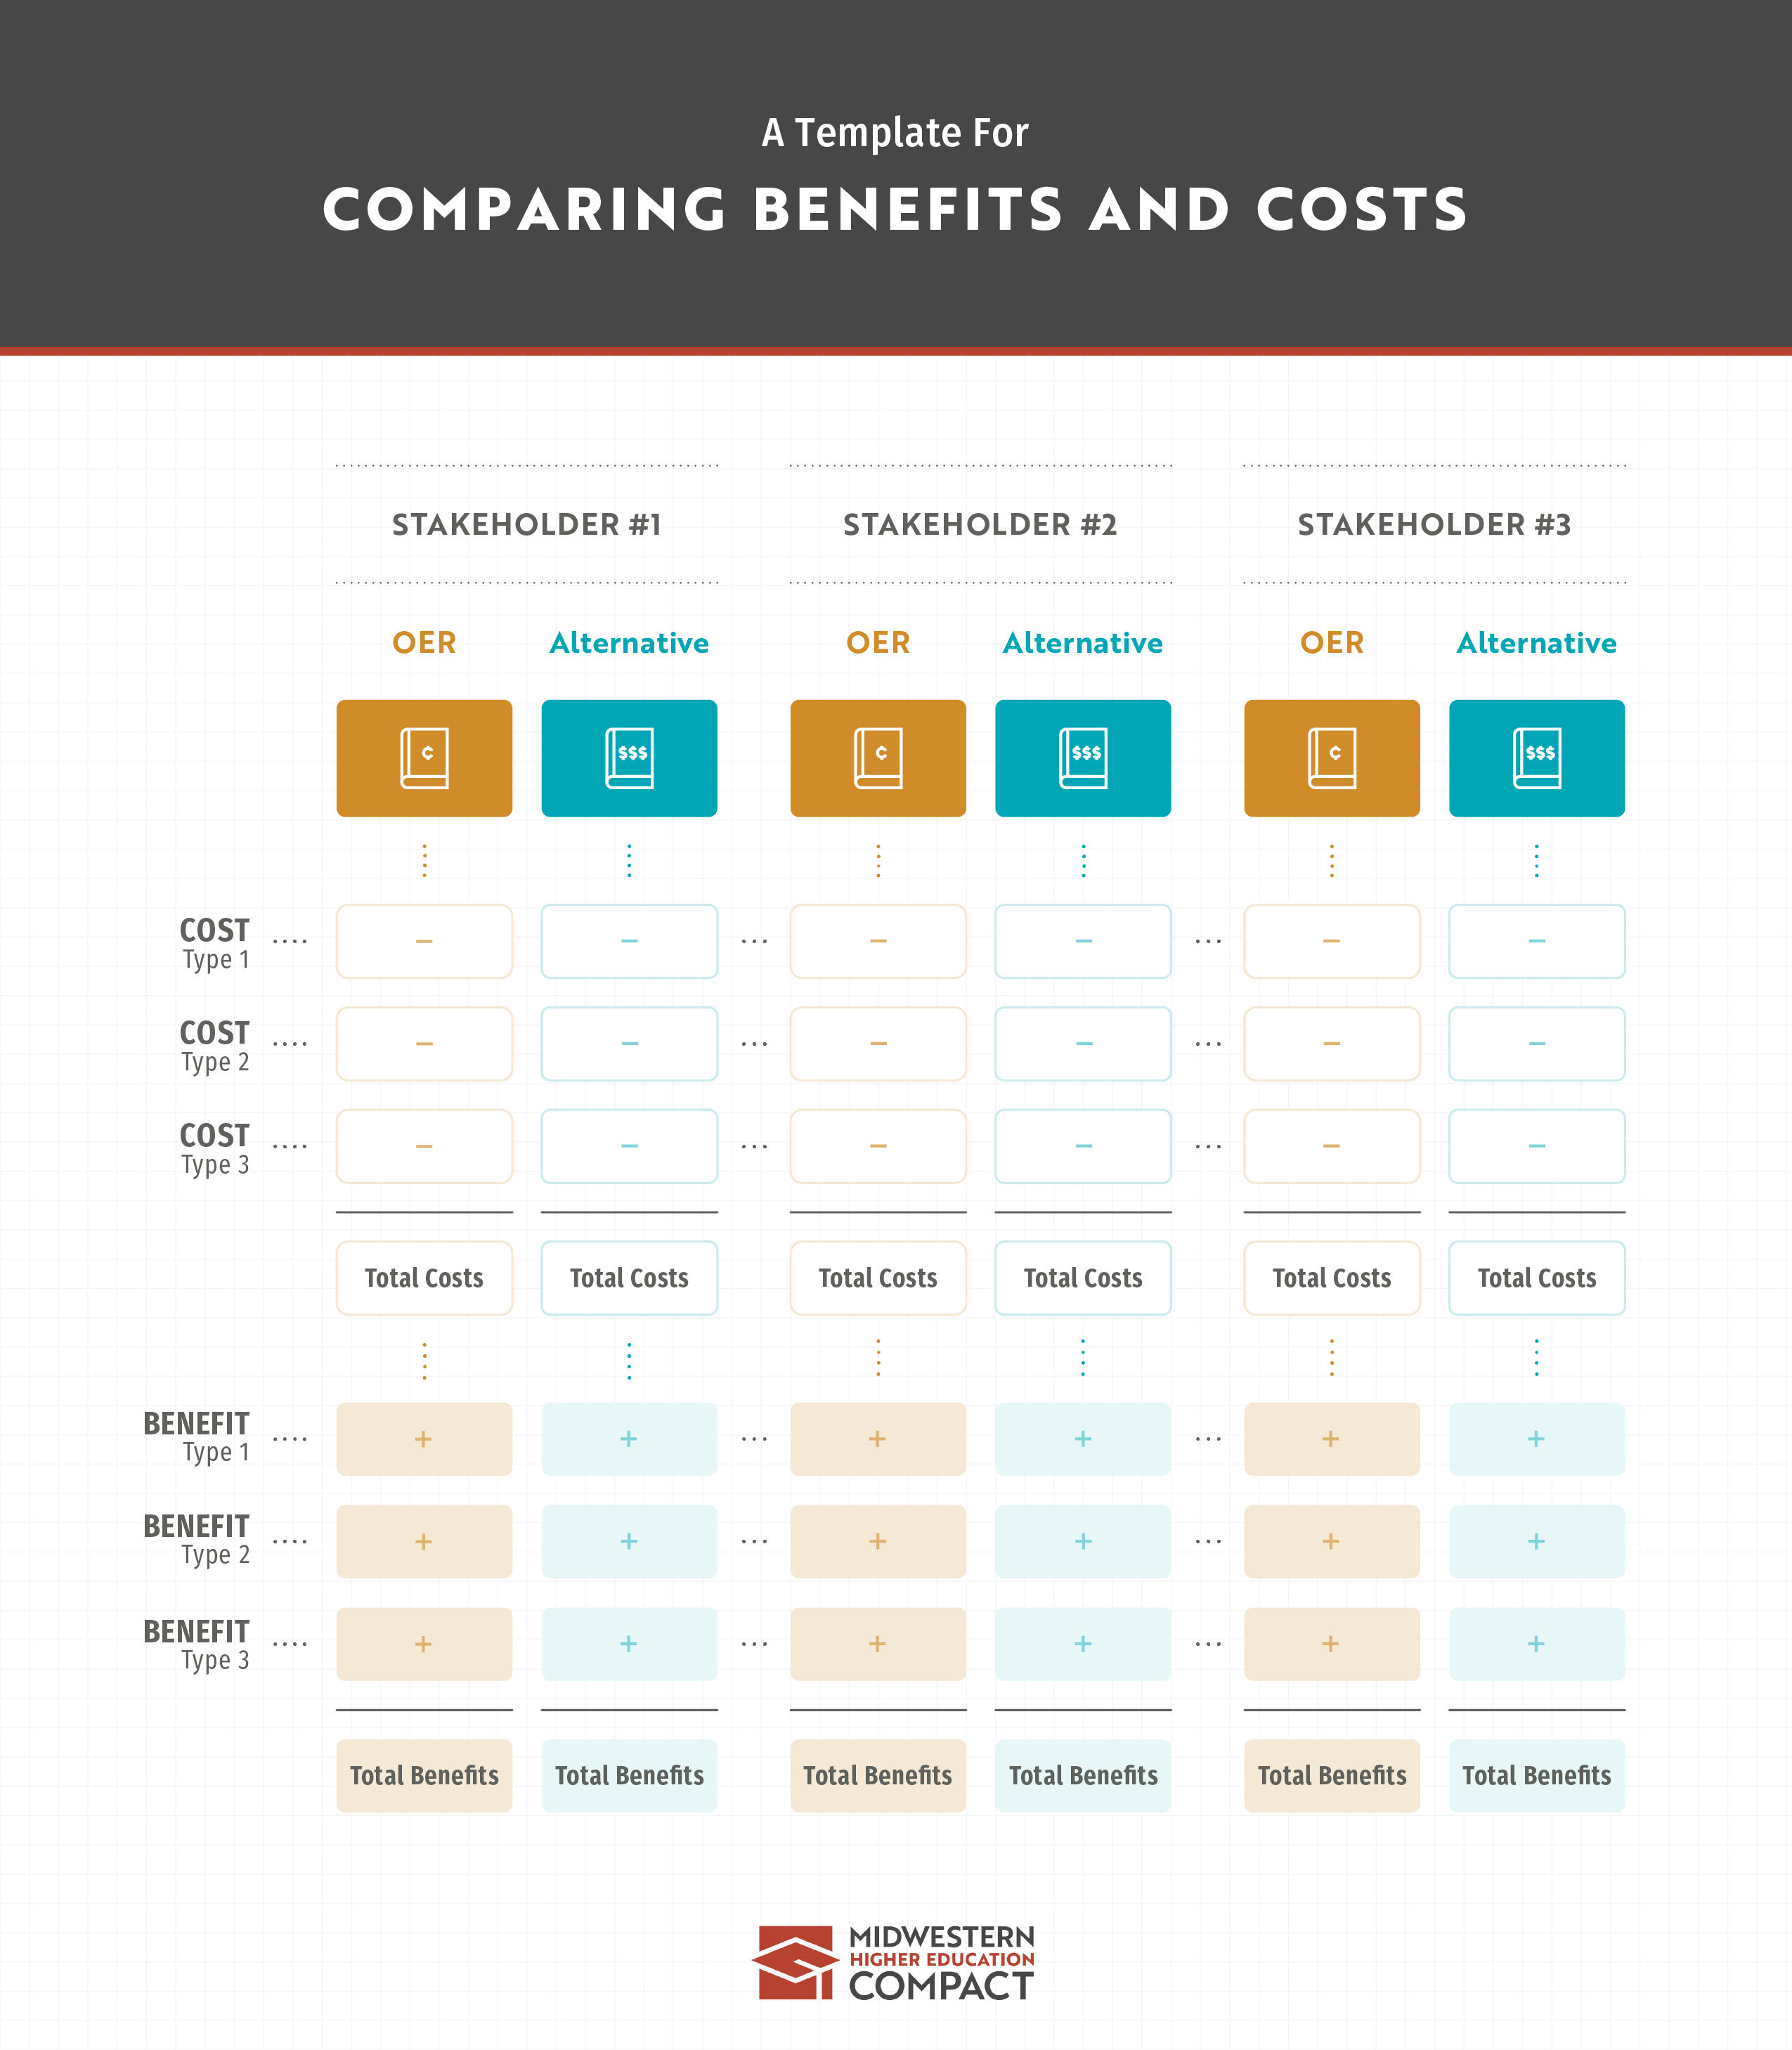 A Template For
COMPARING BENEFITS AND COSTS
STAKEHOLDER #1 STAKEHOLDER #2 STAKEHOLDER #3
OER Alternative OER Alternative OER Alternative
¢ $$$ ¢ $$$ ¢ $$$
COST
Type 1
– – – – – –
COST
Type 2
– – – – – –
COST
Type 3
– – – – – –
Total Costs Total Costs Total Costs Total Costs Total Costs Total Costs
BENEFIT
Type 1
+ + + + + +
BENEFIT
Type 2
+ + + + + +
BENEFIT
Type 3
+ + + + + +
Total Benefits Total Benefits Total Benefits Total Benefits Total Benefits Total Benefits
MIDWESTERN
HIGHER EDUCATION
COMPACT